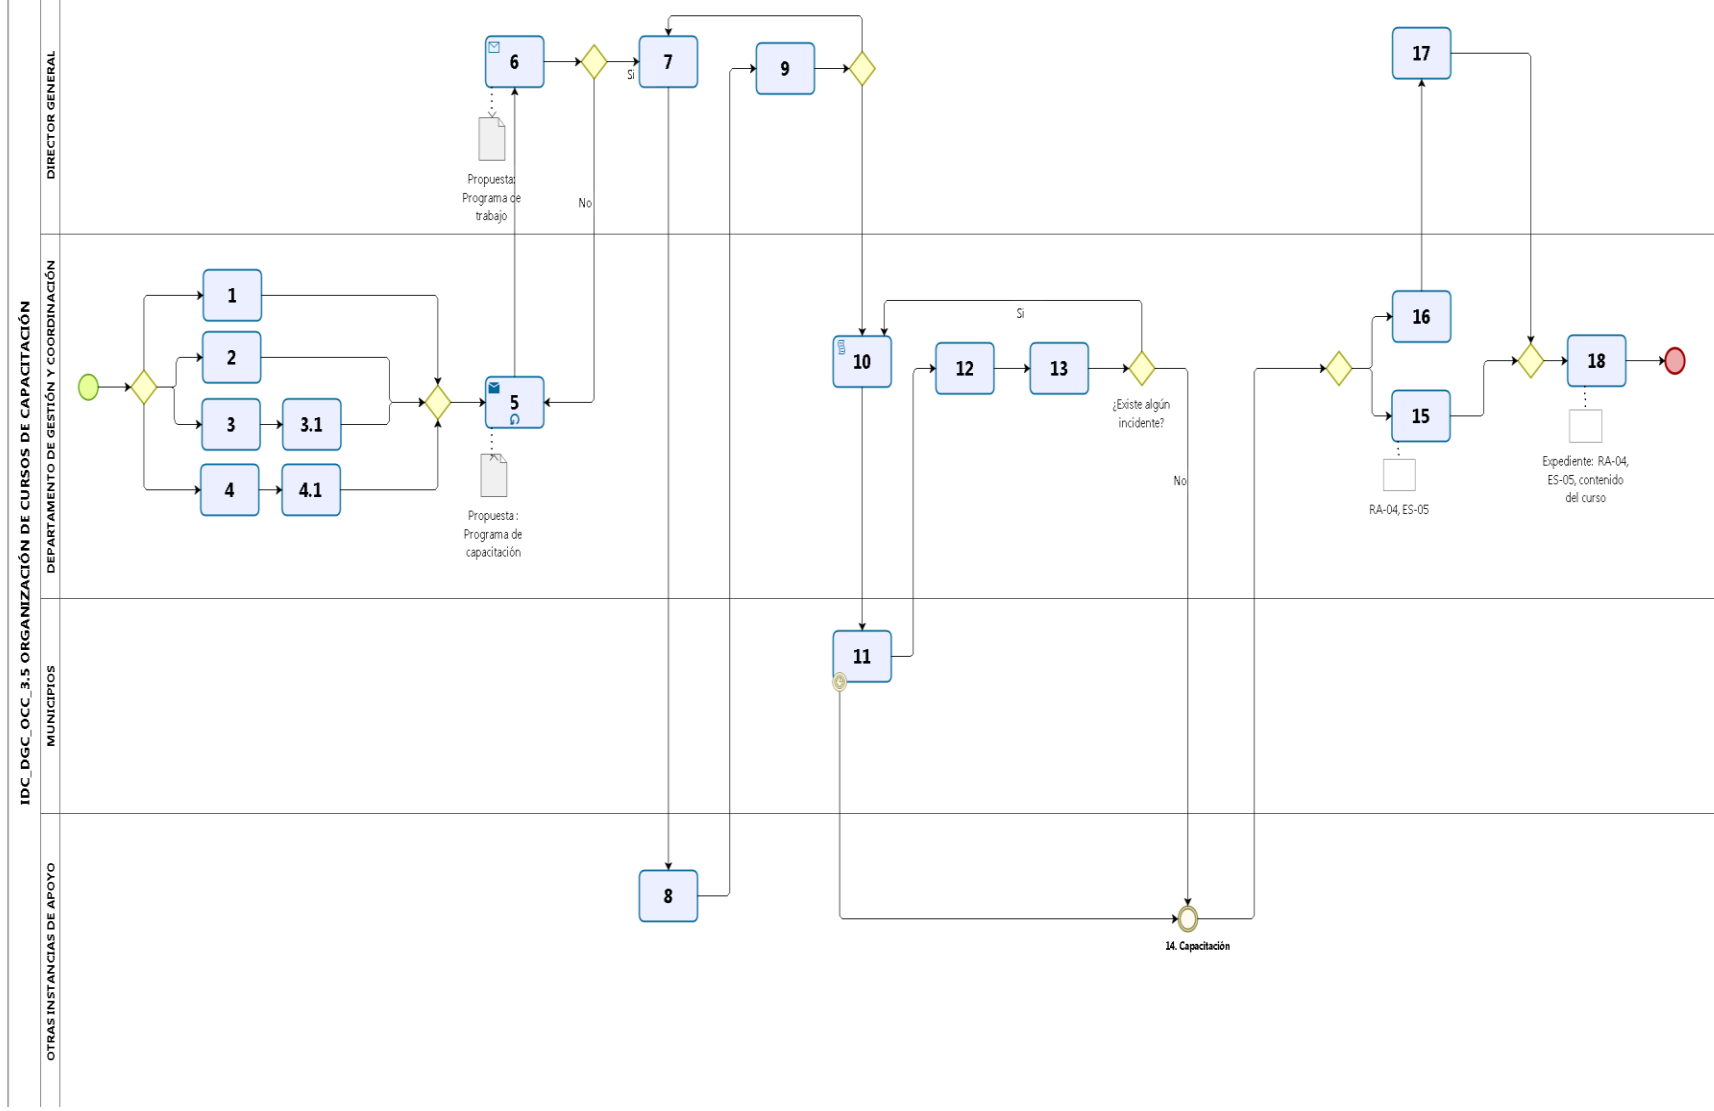 IDC_DGC_OCC_3.5 ORGANIZACIÓN DE CURSOS DE CAPACITACIÓN
DIRECTOR GENERAL
6
Si
7
9
17
Propuesta:
Programa de
trabajo
No
DEPARTAMENTO DE GESTIÓN Y COORDINACIÓN
1
2
3
3.1
4
4.1
5
Propuesta :
Programa de
capacitación
10
Si
12
13
¿Existe algún
incidente?
No
16
15
RA-04, ES-05
18
Expediente: RA-04,
ES-05, contenido
del curso
MUNICIPIOS
11
OTRAS INSTANCIAS DE APOYO
8
14. Capacitación